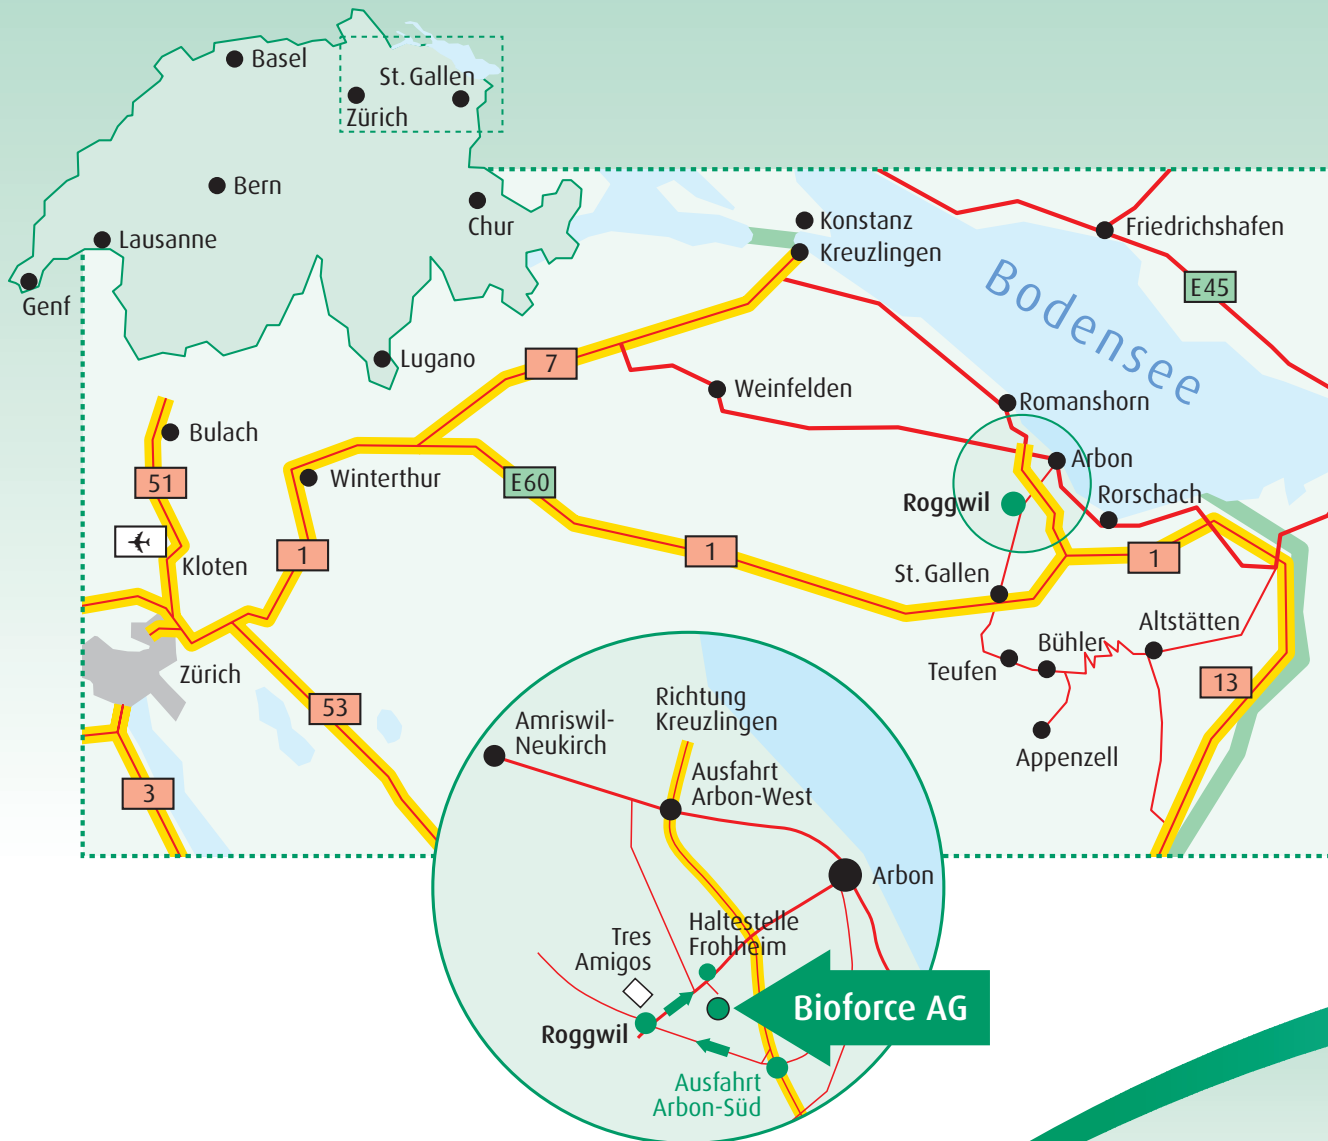 Basel
St. Gallen
Zürich
Bern
Chur
Lausanne
Genf
Lugano
Konstanz
Kreuzlingen
Friedrichshafen
E45
Bodensee
7
Weinfelden
Romanshorn
Bulach
Arbon
51
Winterthur
E60
Rorschach
Roggwil
Kloten
1
1
1
St. Gallen
Altstätten
Bühler
Teufen
Zürich
13
53
Appenzell
3
Richtung
Kreuzlingen
Amriswil-
Neukirch
Ausfahrt
Arbon-West
Arbon
Haltestelle
Frohheim
Tres
Amigos
Bioforce AG
Roggwil
Ausfahrt
Arbon-Süd